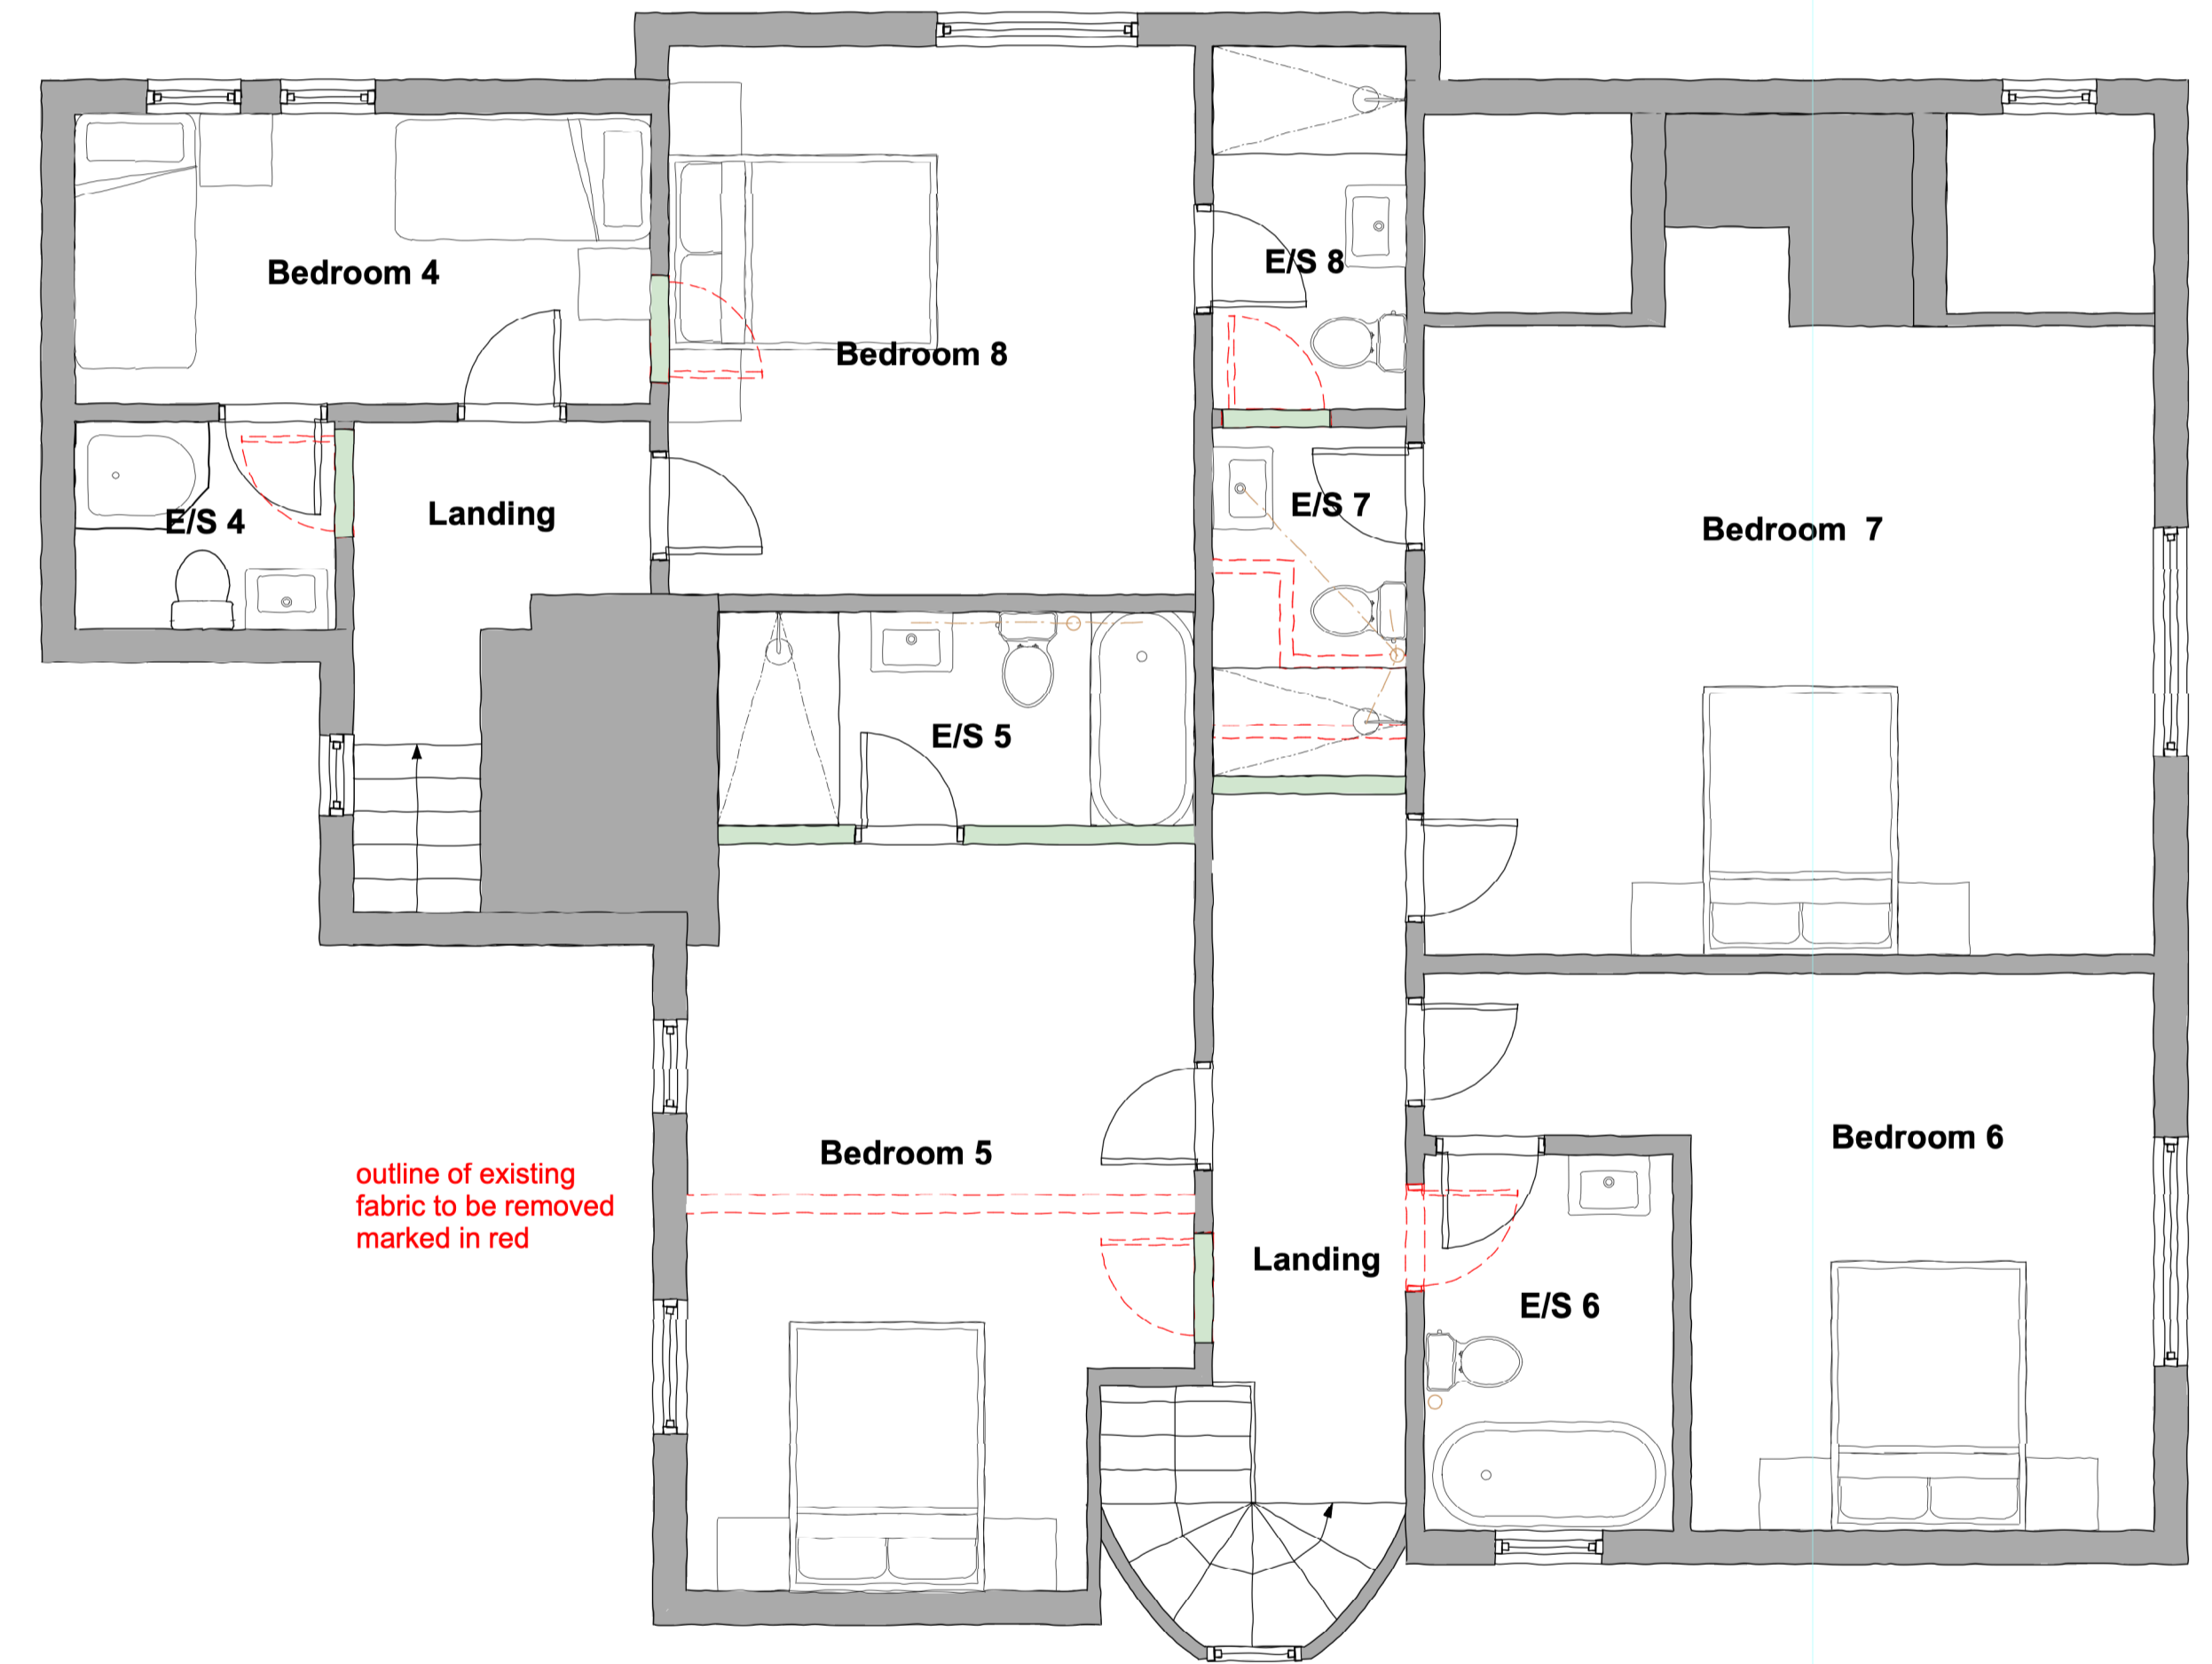 Bedroom 4
E/S 8
Bedroom 8
E/S 7
Landing
E/S 4
Bedroom  7
E/S 5
Bedroom 6
Bedroom 5
outline of existing
fabric to be removed
marked in red
Landing
E/S 6